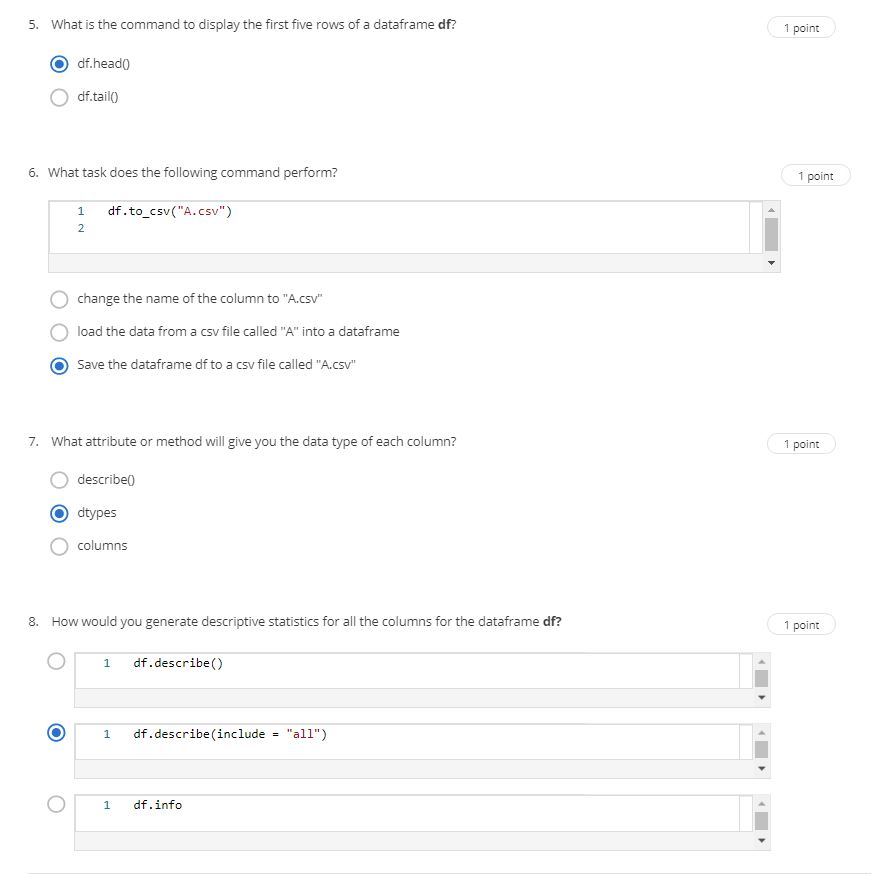 5. What is the command to display the first five rows of a dataframe df?
1 point
df.head()
df.tail()
6. What task does the following command perform?
1 point
1 df.to_csv("A.csv")
2
change the name of the column to "A.csv"
load the data from a csv file called "A" into a dataframe
Save the dataframe df to a csv file called "A.csv"
7. What attribute or method will give you the data type of each column?
1 point
describe()
dtypes
columns
8. How would you generate descriptive statistics for all the columns for the dataframe df?
1 point
1 df.describe()
1 df.describe(include = "all")
1 df.info